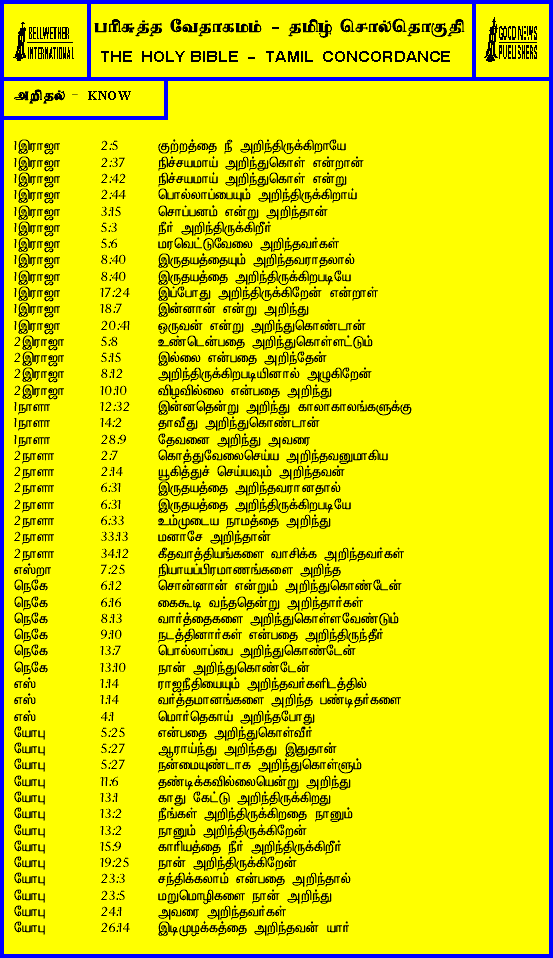 BELLWETHER
INTERNATIONAL
பரிசுத்த வேதாகமம் - தமிழ் சொல்தொகுதி
THE HOLY BIBLE - TAMIL CONCORDANCE
GOOD NEWS
PUBLISHERS
அறிதல் - KNOW
1இராஜா 2:5 குற்றத்தை நீ அறிந்திருக்கிறாயே
1இராஜா 2:37 நிச்சயமாய் அறிந்துகொள் என்றான்
1இராஜா 2:42 நிச்சயமாய் அறிந்துகொள் என்று
1இராஜா 2:44 பொல்லாப்பையும் அறிந்திருக்கிறாய்
1இராஜா 3:15 சொப்பனம் என்று அறிந்தான்
1இராஜா 5:3 நீர் அறிந்திருக்கிறீர்
1இராஜா 5:6 மரவெட்டுவேலை அறிந்தவர்கள்
1இராஜா 8:40 இருதயத்தையும் அறிந்தவராதலால்
1இராஜா 8:40 இருதயத்தை அறிந்திருக்கிறபடியே
1இராஜா 17:24 இப்போது அறிந்திருக்கிறேன் என்றாள்
1இராஜா 18:7 இன்னான் என்று அறிந்து
1இராஜா 20:41 ஒருவன் என்று அறிந்துகொண்டான்
2இராஜா 5:8 உண்டென்பதை அறிந்துகொள்ளட்டும்
2இராஜா 5:15 இல்லை என்பதை அறிந்தேன்
2இராஜா 8:12 அறிந்திருக்கிறபடியினால் அழுகிறேன்
2இராஜா 10:10 விழவில்லை என்பதை அறிந்து
1நாளா 12:32 இன்னதென்று அறிந்து காலாகாலங்களுக்கு
1நாளா 14:2 தாவீது அறிந்துகொண்டான்
1நாளா 28:9 தேவனை அறிந்து அவரை
2நாளா 2:7 கொத்துவேலைசெய்ய அறிந்தவனுமாகிய
2நாளா 2:14 யூகித்துச் செய்யவும் அறிந்தவன்
2நாளா 6:31 இருதயத்தை அறிந்தவரானதால்
2நாளா 6:31 இருதயத்தை அறிந்திருக்கிறபடியே
2நாளா 6:33 உம்முடைய நாமத்தை அறிந்து
2நாளா 33:13 மனாசே அறிந்தான்
2நாளா 34:12 கீதவாத்தியங்களை வாசிக்க அறிந்தவர்கள்
எஸ்றா 7:25 நியாயப்பிரமாணங்களை அறிந்த
நெகே 6:12 சொன்னான் என்றும் அறிந்துகொண்டேன்
நெகே 6:16 கைகூடி வந்ததென்று அறிந்தார்கள்
நெகே 8:13 வார்த்தைகளை அறிந்துகொள்ளவேண்டும்
நெகே 9:10 நடத்தினார்கள் என்பதை அறிந்திருந்தீர்
நெகே 13:7 பொல்லாப்பை அறிந்துகொண்டேன்
நெகே 13:10 நான் அறிந்துகொண்டேன்
எஸ் 1:14 ராஜநீதியையும் அறிந்தவர்களிடத்தில்
எஸ் 1:14 வர்த்தமானங்களை அறிந்த பண்டிதர்களை
எஸ் 4:1 மொர்தெகாய் அறிந்தபோது
யோபு 5:25 என்பதை அறிந்துகொள்வீர்
யோபு 5:27 ஆராய்ந்து அறிந்தது இதுதான்
யோபு 5:27 நன்மையுண்டாக அறிந்துகொள்ளும்
யோபு 11:6 தண்டிக்கவில்லையென்று அறிந்து
யோபு 13:1 காது கேட்டு அறிந்திருக்கிறது
யோபு 13:2 நீங்கள் அறிந்திருக்கிறதை நானும்
யோபு 13:2 நானும் அறிந்திருக்கிறேன்
யோபு 15:9 காரியத்தை நீர் அறிந்திருக்கிறீர்
யோபு 19:25 நான் அறிந்திருக்கிறேன்
யோபு 23:3 சந்திக்கலாம் என்பதை அறிந்தால்
யோபு 23:5 மறுமொழிகளை நான் அறிந்து
யோபு 24:1 அவரை அறிந்தவர்கள்
யோபு 26:14 இடிமுழக்கத்தை அறிந்தவன் யார்